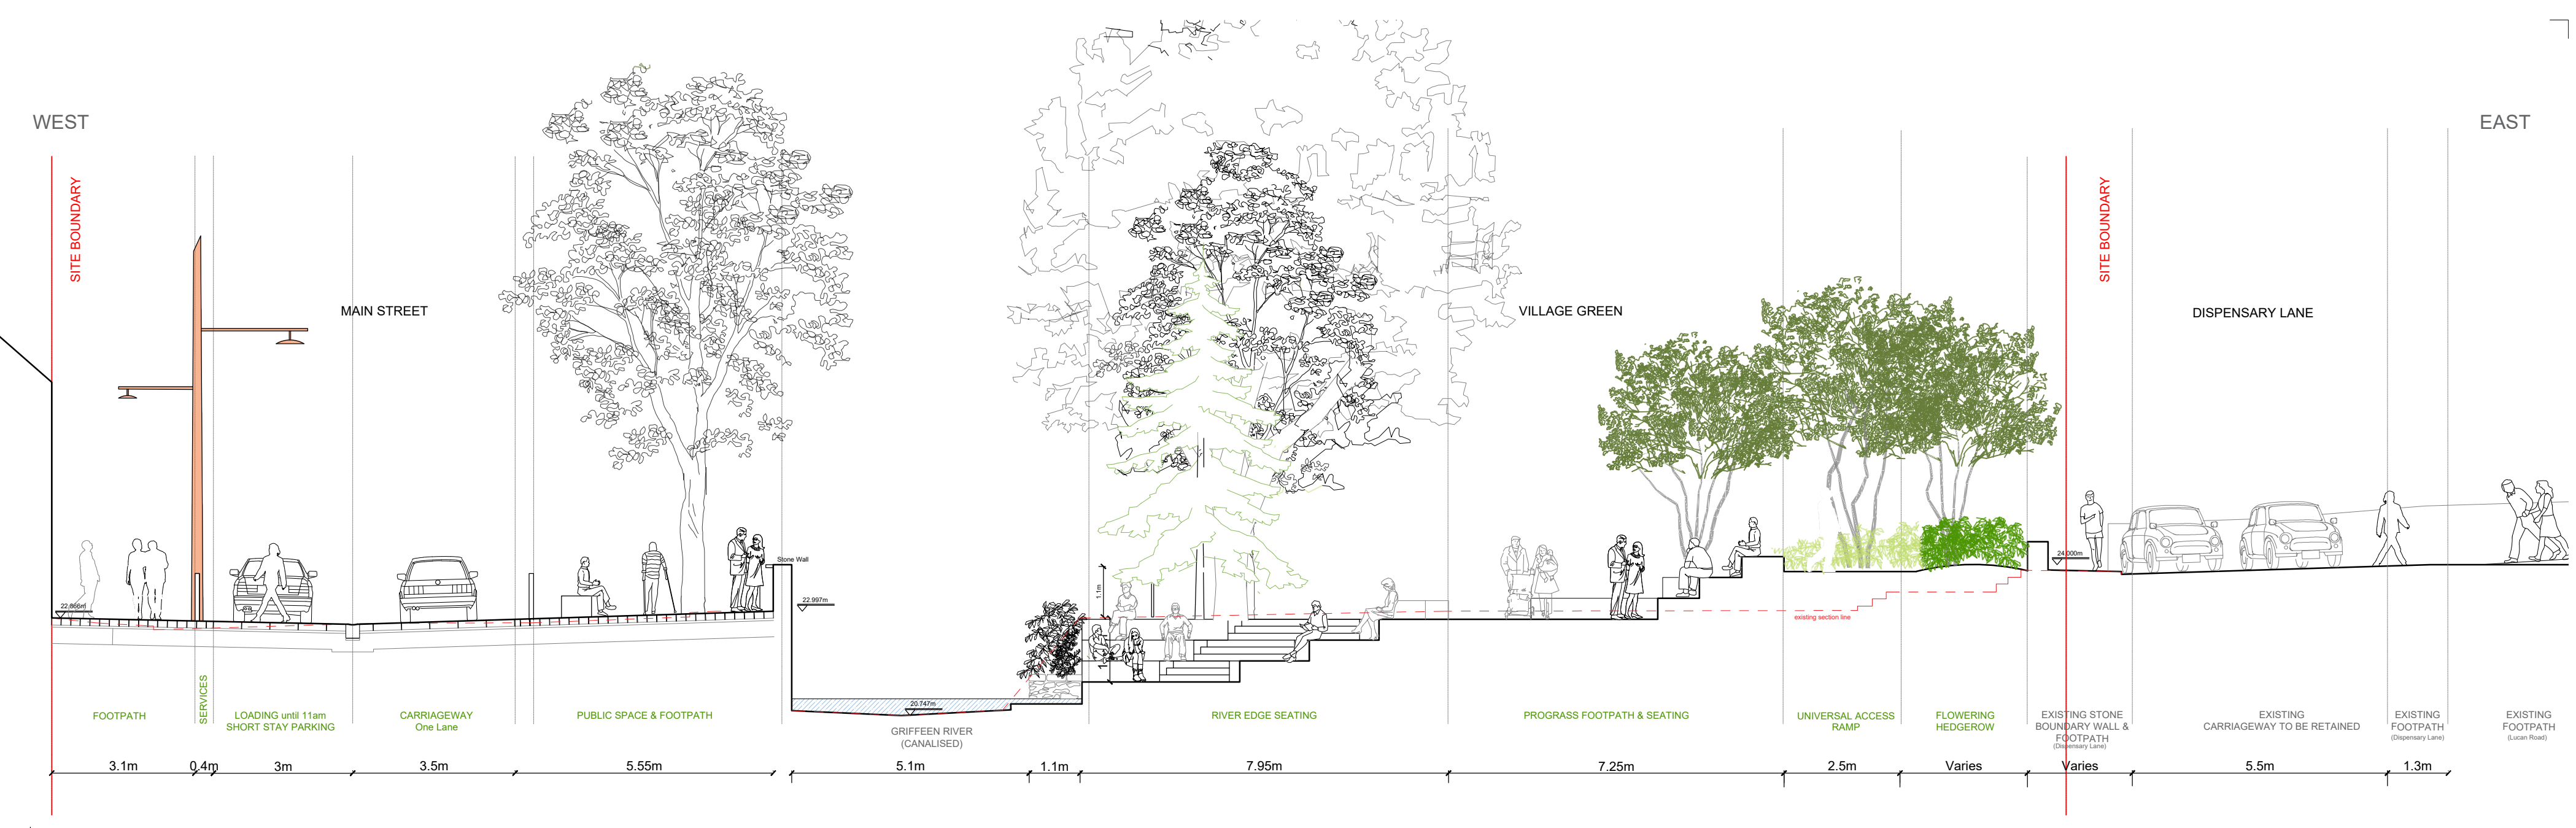 WEST
EAST
SITE BOUNDARY
MAIN STREET
VILLAGE GREEN
SITE BOUNDARY
DISPENSARY LANE
22.866m
Stone Wall
22.997m
1.1m
24.000m
existing section line
20.747m
FOOTPATH
SERVICES
LOADING until 11am
SHORT STAY PARKING
CARRIAGEWAY
One Lane
PUBLIC SPACE & FOOTPATH
GRIFFEEN RIVER
(CANALISED)
RIVER EDGE SEATING
PROGRASS FOOTPATH & SEATING
UNIVERSAL ACCESS
RAMP
FLOWERING
HEDGEROW
EXISTING STONE
BOUNDARY WALL &
FOOTPATH
(Dispensary Lane)
EXISTING
CARRIAGEWAY TO BE RETAINED
EXISTING
FOOTPATH
(Dispensary Lane)
EXISTING
FOOTPATH
(Lucan Road)
3.1m
0.4m
3m
3.5m
5.55m
5.1m
1.1m
7.95m
7.25m
2.5m
Varies
Varies
5.5m
1.3m